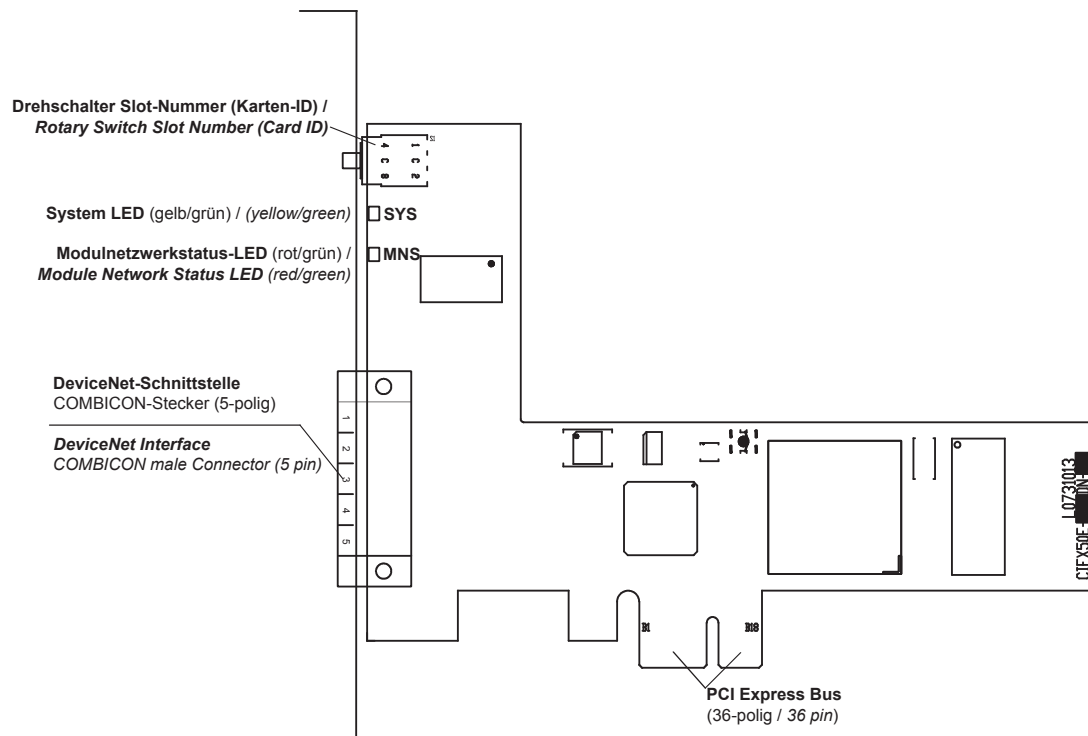 Drehschalter Slot-Nummer (Karten-ID) /
Rotary Switch Slot Number (Card ID)
4 1
C C
8 2
System LED (gelb/grün) / (yellow/green)
SYS
Modulnetzwerkstatus-LED (rot/grün) /
Module Network Status LED (red/green)
MNS
DeviceNet-Schnittstelle
COMBICON-Stecker (5-polig)
DeviceNet Interface
COMBICON male Connector (5 pin)
1
2
3
4
5
L0731013
B1
B18
PCI Express Bus
(36-polig / 36 pin)